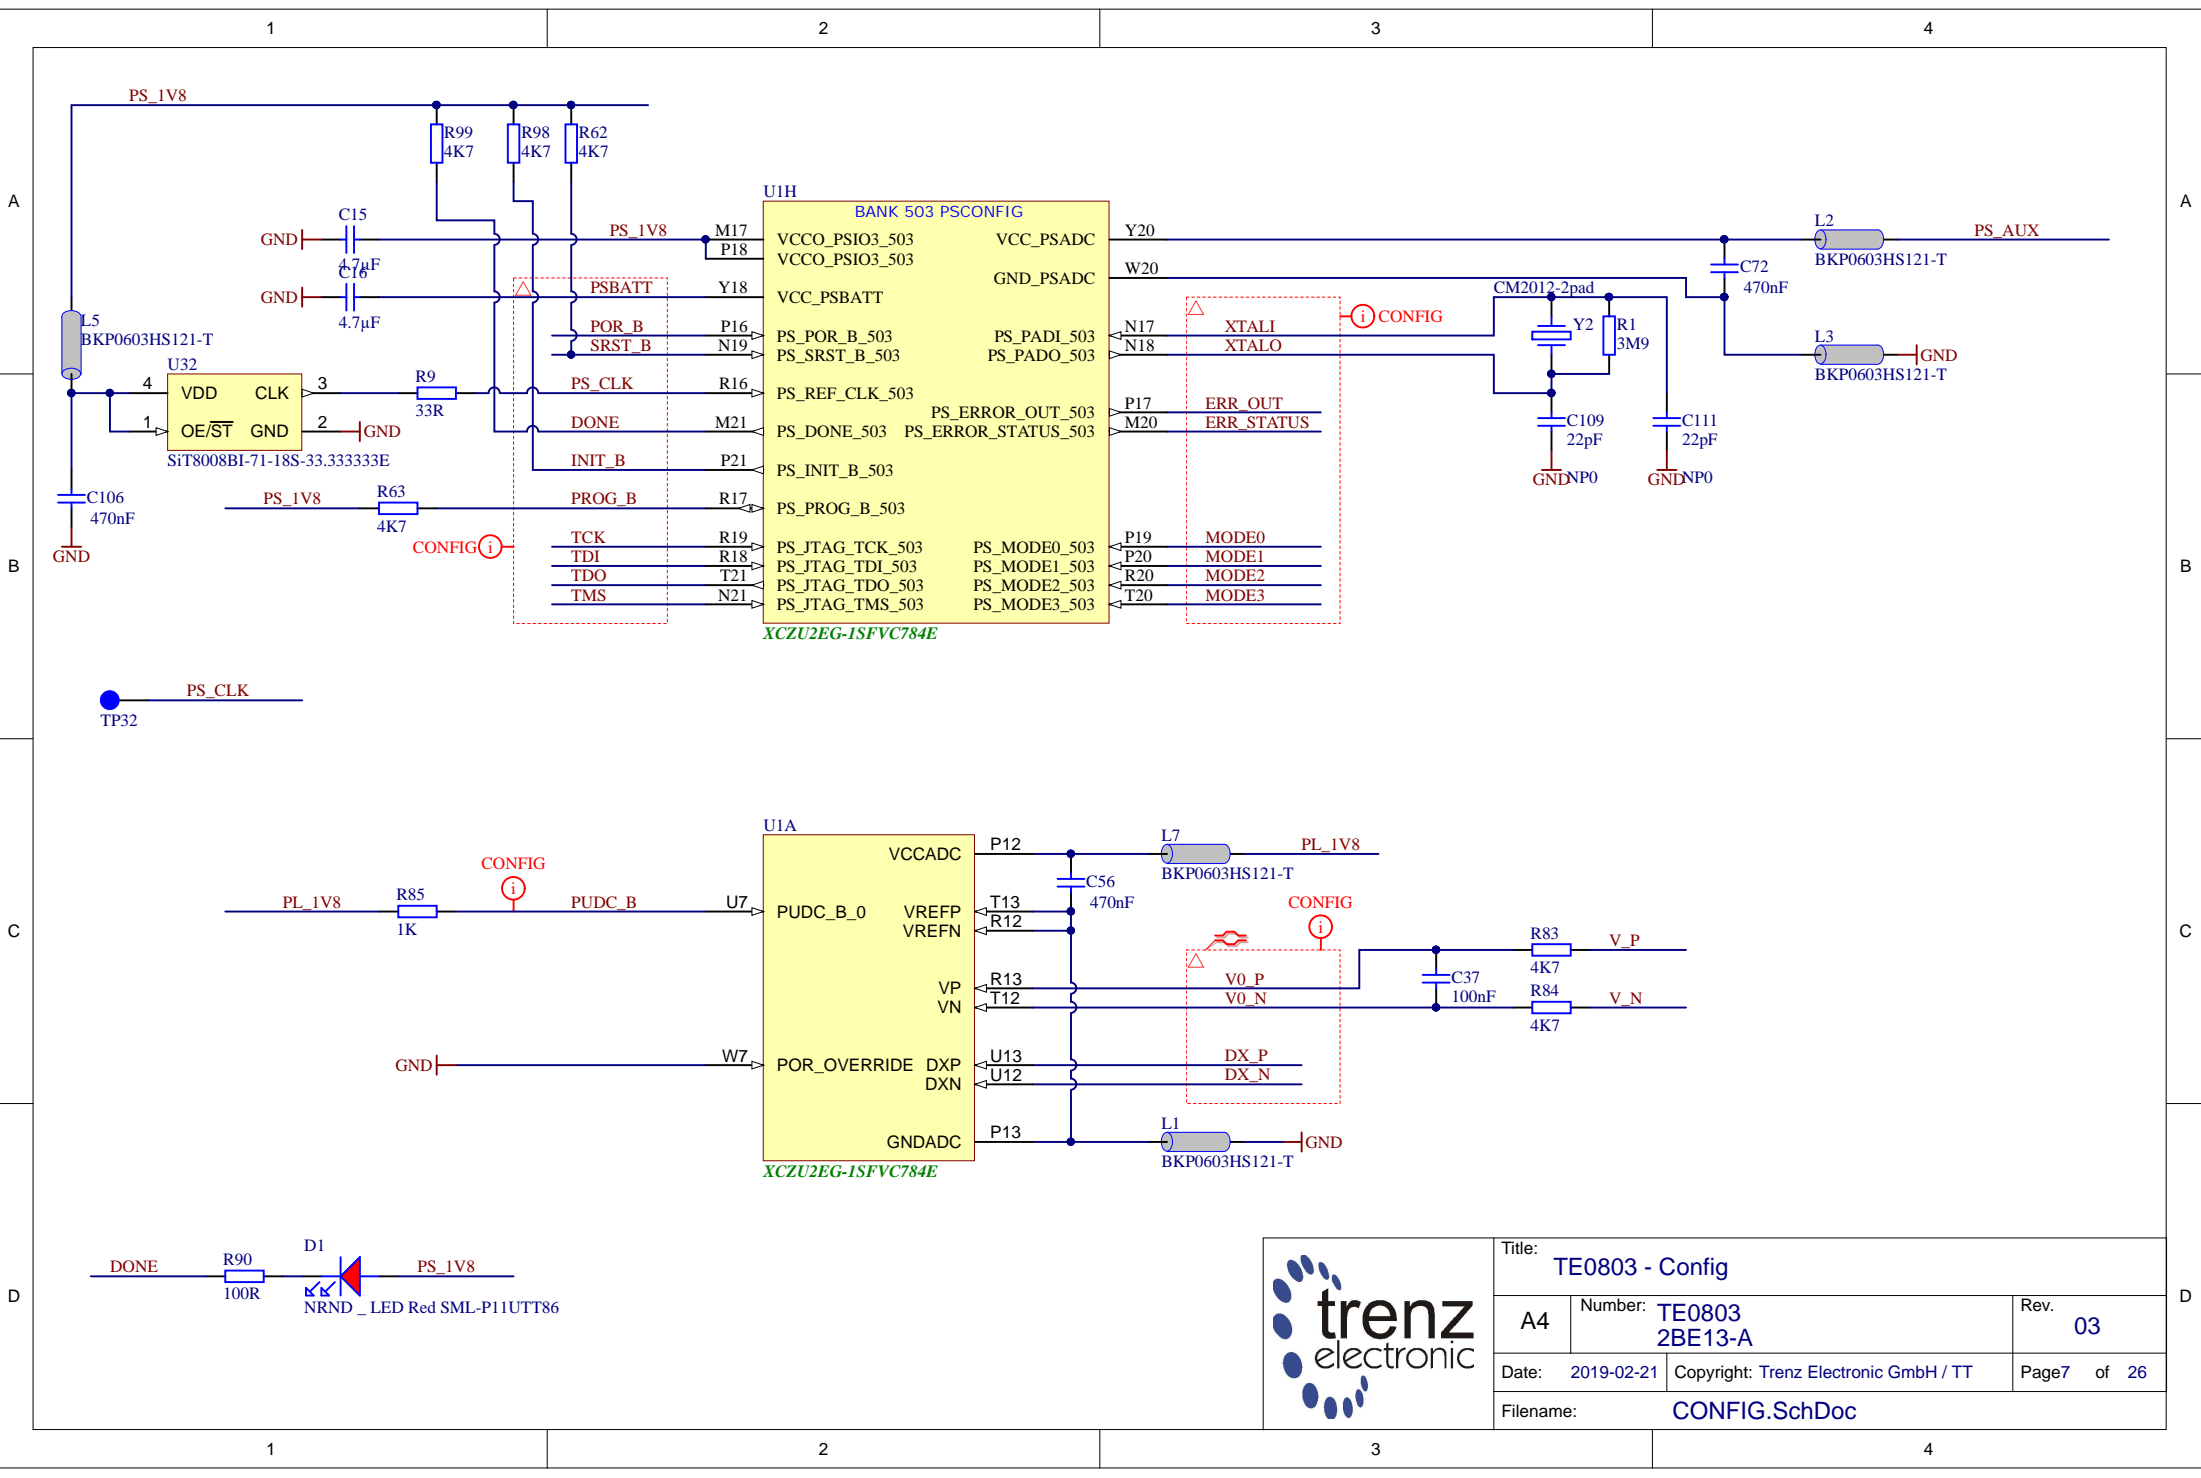 1
2
3
4
A
A
PS_1V8
R99
4K7
R98
4K7
R62
4K7
U1H
BANK 503 PSCONFIG
C15
GND
4.7µF
PS_1V8
M17
VCCO_PSIO3_503
P18
VCCO_PSIO3_503
C16
GND
4.7µF
PSBATT
Y18
VCC_PSBATT
POR_B
P16
PS_POR_B_503
SRST_B
N19
PS_SRST_B_503
L5
BKP0603HS121-T
U32
4
VDD
CLK
3
1
OE/ST
GND
2
GND
SiT8008BI-71-18S-33.333333E
R9
33R
PS_CLK
R16
PS_REF_CLK_503
DONE
M21
PS_DONE_503
INIT_B
P21
PS_INIT_B_503
C106
470nF
GND
PS_1V8
R63
4K7
PROG_B
R17
PS_PROG_B_503
CONFIG
i
TCK
R19
PS_JTAG_TCK_503
TDI
R18
PS_JTAG_TDI_503
TDO
T21
PS_JTAG_TDO_503
TMS
N21
PS_JTAG_TMS_503
XCZU2EG-1SFVC784E
VCC_PSADC
Y20
GND_PSADC
W20
L2
BKP0603HS121-T
PS_AUX
C72
470nF
L3
BKP0603HS121-T
GND
i
CONFIG
CM2012-2pad
PS_PADI_503
N17
XTALI
PS_PADO_503
N18
XTALO
Y2
R1
3M9
PS_ERROR_OUT_503
P17
ERR_OUT
PS_ERROR_STATUS_503
M20
ERR_STATUS
C109
22pF
GND
NP0
C111
22pF
GND
NP0
PS_MODE0_503
P19
MODE0
PS_MODE1_503
P20
MODE1
PS_MODE2_503
R20
MODE2
PS_MODE3_503
T20
MODE3
B
B
PS_CLK
TP32
C
C
U1A
PL_1V8
R85
1K
CONFIG
i
PUDC_B
U7
PUDC_B_0
GND
W7
POR_OVERRIDE
VCCADC
P12
L7
BKP0603HS121-T
PL_1V8
C56
470nF
VREFP
T13
VREFN
R12
CONFIG
i
VP
R13
V0_P
VN
T12
V0_N
C37
100nF
R83
4K7
V_P
R84
4K7
V_N
DXP
U13
DX_P
DXN
U12
DX_N
GNDADC
P13
L1
BKP0603HS121-T
GND
XCZU2EG-1SFVC784E
D
D
DONE
R90
100R
D1
PS_1V8
NRND _ LED Red SML-P11UTT86
trenz
electronic
Title:
TE0803 - Config
A4
Number:
TE0803
2BE13-A
Rev.
03
Date: 2019-02-21
Copyright: Trenz Electronic GmbH / TT
Page7 of 26
Filename:
CONFIG.SchDoc
1
2
3
4